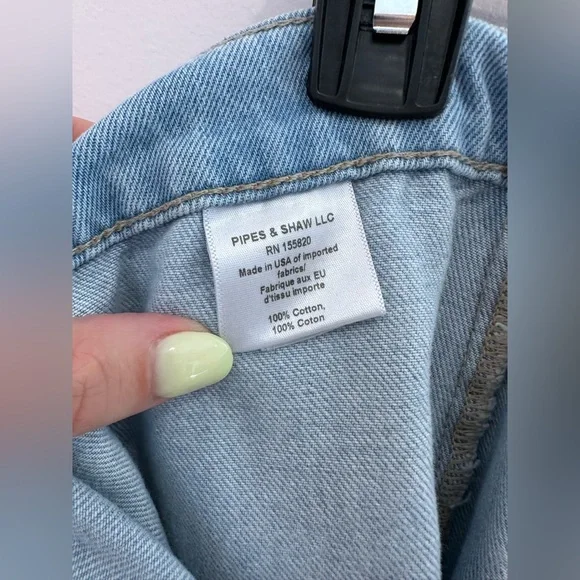 PIPES & SHAW LLC
RN 155820
Made in USA of imported
fabrics/
Fabrique aux EU
d'tissu importe
100% Cotton,
100% Coton